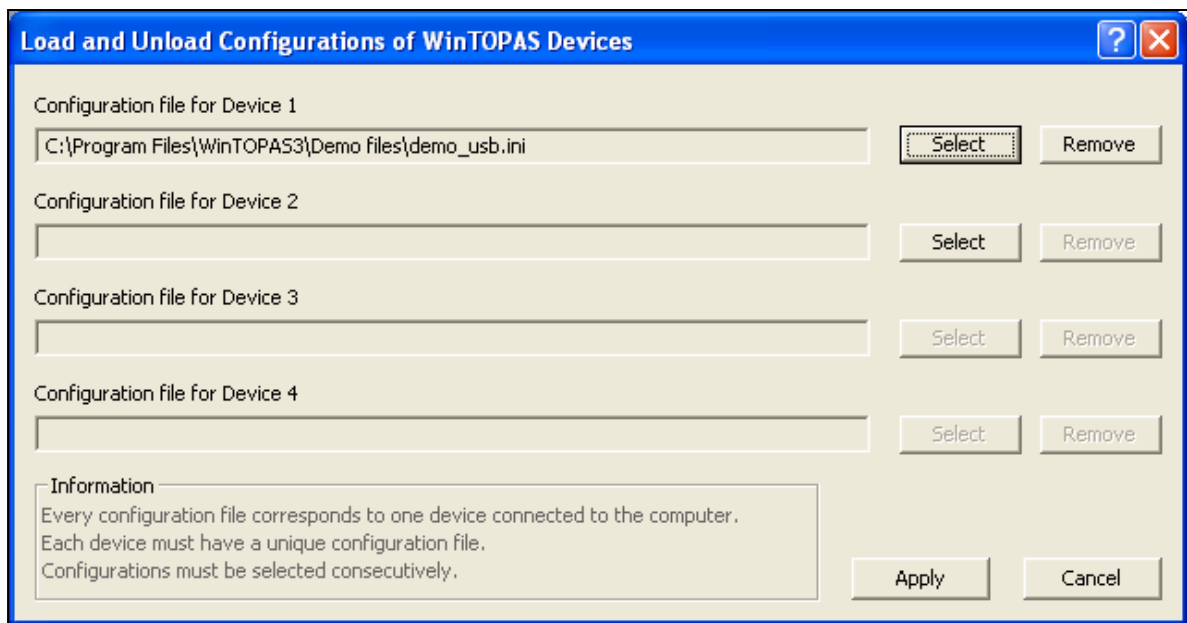 Load and Unload Configurations of WinTOPAS Devices
Configuration file for Device 1
C:\Program Files\WinTOPAS3\Demo files\demo_usb.ini Select Remove
Configuration file for Device 2
Select Remove
Configuration file for Device 3
Select Remove
Configuration file for Device 4
Select Remove
Information
Every configuration file corresponds to one device connected to the computer.
Each device must have a unique configuration file.
Configurations must be selected consecutively.
Apply Cancel